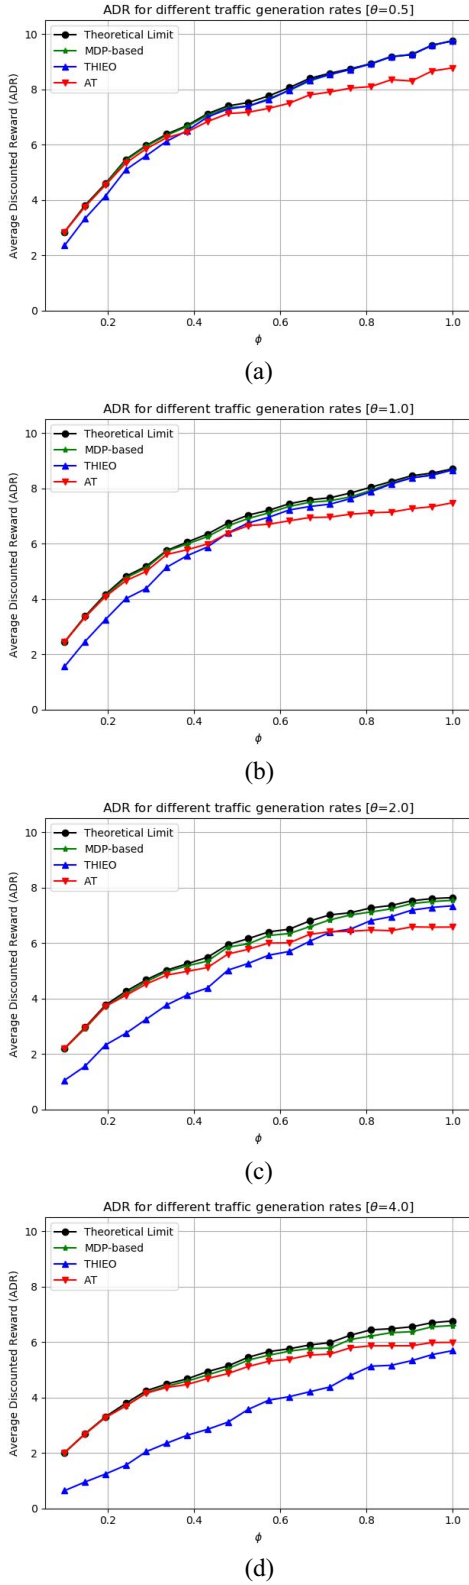 ADR for different traffic generation rates [θ=0.5]
Average Discounted Reward (ADR)
10
8
6
4
2
0
Theoretical Limit
MDP-based
THIEO
AT
0.2 0.4 0.6 0.8 1.0
ϕ
(a)
ADR for different traffic generation rates [θ=1.0]
Average Discounted Reward (ADR)
10
8
6
4
2
0
Theoretical Limit
MDP-based
THIEO
AT
0.2 0.4 0.6 0.8 1.0
ϕ
(b)
ADR for different traffic generation rates [θ=2.0]
Average Discounted Reward (ADR)
10
8
6
4
2
0
Theoretical Limit
MDP-based
THIEO
AT
0.2 0.4 0.6 0.8 1.0
ϕ
(c)
ADR for different traffic generation rates [θ=4.0]
Average Discounted Reward (ADR)
10
8
6
4
2
0
Theoretical Limit
MDP-based
THIEO
AT
0.2 0.4 0.6 0.8 1.0
ϕ
(d)